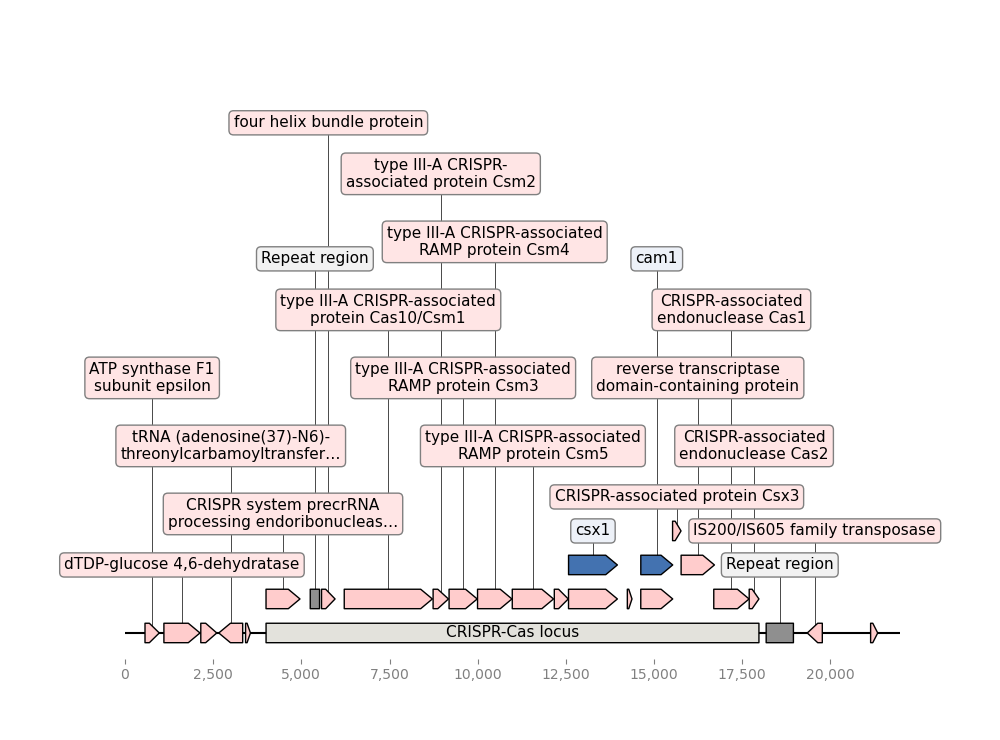 four helix bundle protein
type III-A CRISPR-
associated protein Csm2
type III-A CRISPR-associated
RAMP protein Csm4
Repeat region
cam1
type III-A CRISPR-associated
protein Cas10/Csm1
CRISPR-associated
endonuclease Cas1
ATP synthase F1
subunit epsilon
type III-A CRISPR-associated
RAMP protein Csm3
reverse transcriptase
domain-containing protein
tRNA (adenosine(37)-N6)-
threonylcarbamoyltransfer...
type III-A CRISPR-associated
RAMP protein Csm5
CRISPR-associated
endonuclease Cas2
CRISPR system precrRNA
processing endoribonucleas...
CRISPR-associated protein Csx3
csx1
IS200/IS605 family transposase
dTDP-glucose 4,6-dehydratase
Repeat region
CRISPR-Cas locus
0
2,500
5,000
7,500
10,000
12,500
15,000
17,500
20,000